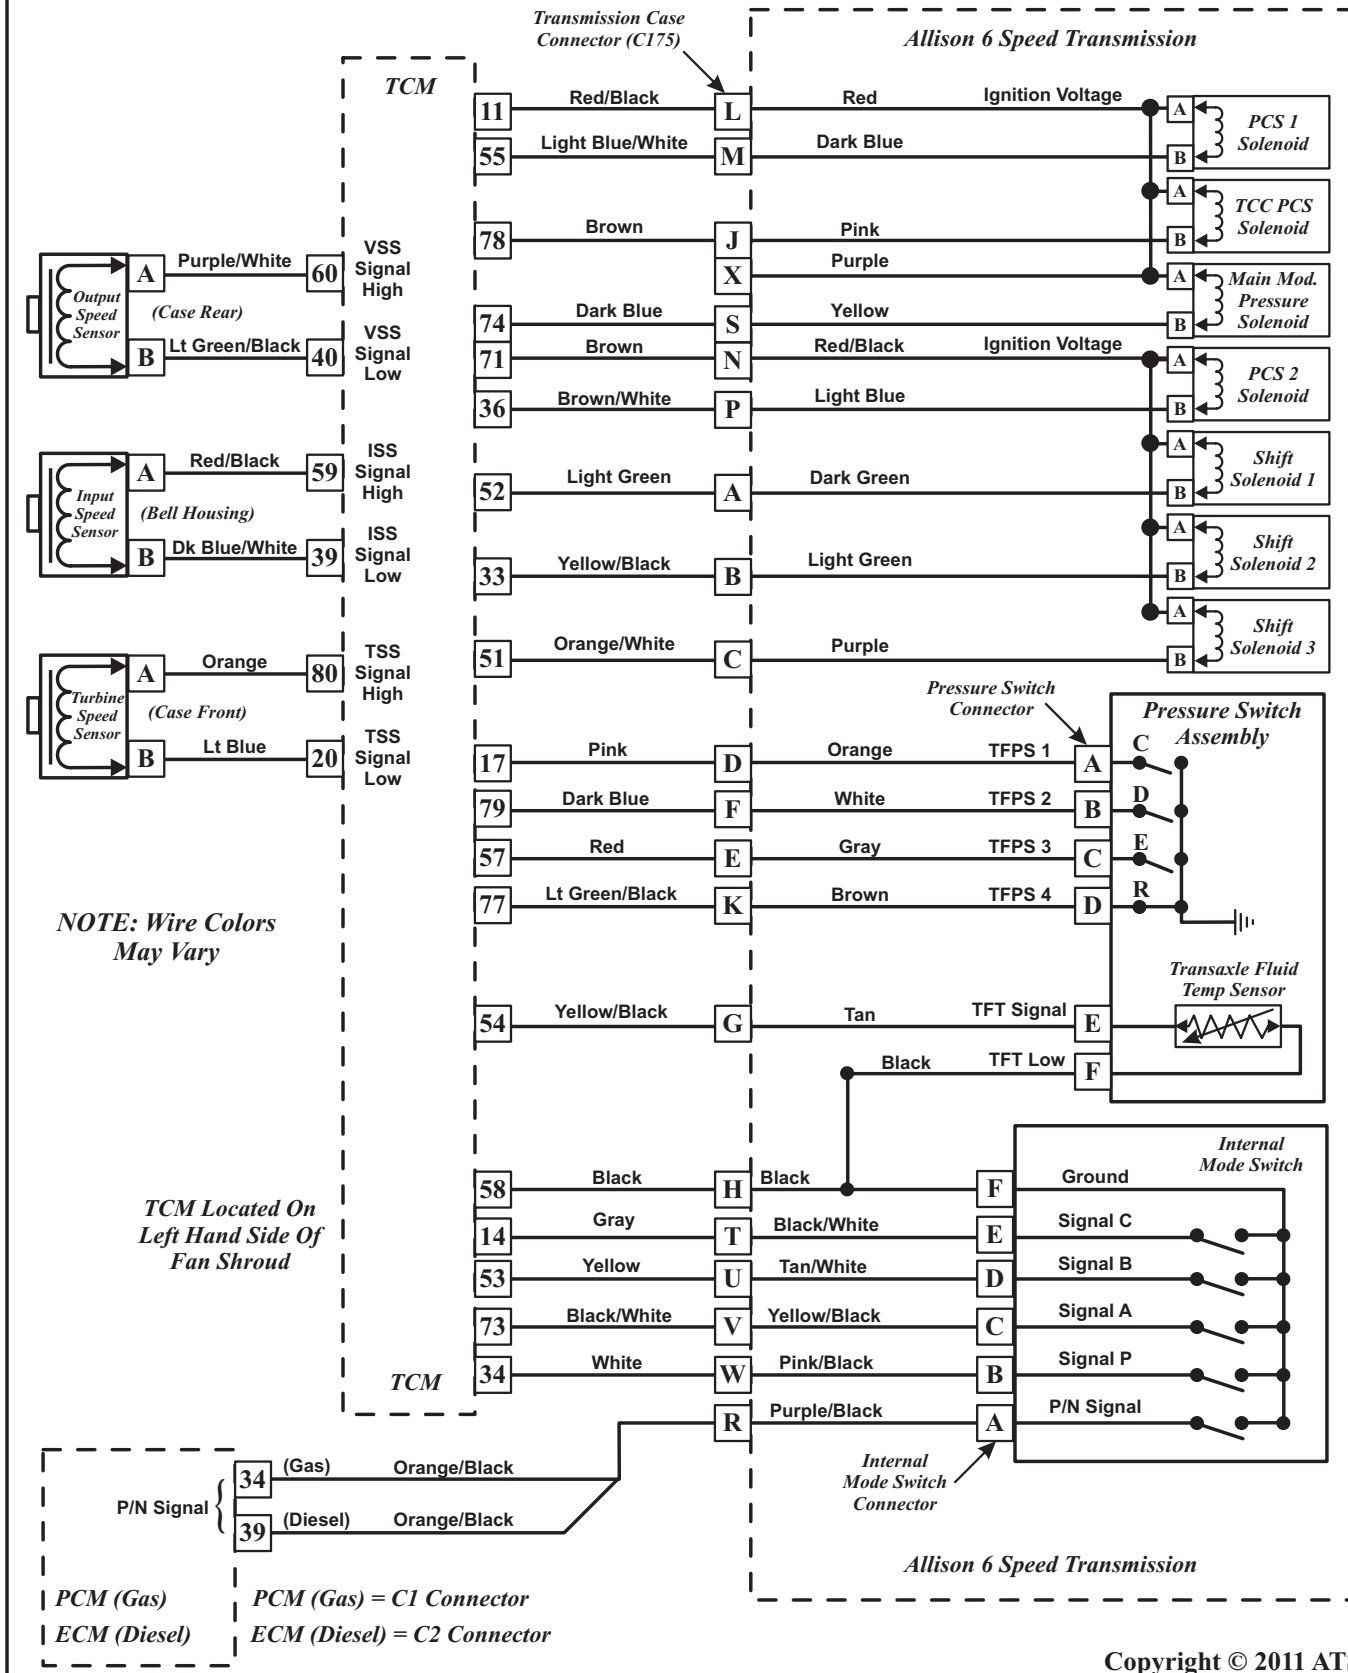 Transmission Case
Connector (C175)
Allison 6 Speed Transmission
TCM
11
Red/Black
L
Red
Ignition Voltage
A
B
PCS 1
Solenoid
55
Light Blue/White
M
Dark Blue
A
B
TCC PCS
Solenoid
78
Brown
J
Pink
X
Purple
A
B
Main Mod.
Pressure
Solenoid
74
Dark Blue
S
Yellow
71
Brown
N
Red/Black
Ignition Voltage
A
B
PCS 2
Solenoid
36
Brown/White
P
Light Blue
A
B
Shift
Solenoid 1
52
Light Green
A
Dark Green
A
B
Shift
Solenoid 2
33
Yellow/Black
B
Light Green
A
B
Shift
Solenoid 3
51
Orange/White
C
Purple
Output
Speed
Sensor
A
Purple/White
60
VSS
Signal
High
(Case Rear)
B
Lt Green/Black
40
VSS
Signal
Low
Input
Speed
Sensor
A
Red/Black
59
ISS
Signal
High
(Bell Housing)
B
Dk Blue/White
39
ISS
Signal
Low
Turbine
Speed
Sensor
A
Orange
80
TSS
Signal
High
(Case Front)
B
Lt Blue
20
TSS
Signal
Low
Pressure Switch
Connector
Pressure Switch
Assembly
17
Pink
D
Orange
TFPS 1
A
C
79
Dark Blue
F
White
TFPS 2
B
D
57
Red
E
Gray
TFPS 3
C
E
77
Lt Green/Black
K
Brown
TFPS 4
D
R
NOTE: Wire Colors
May Vary
Transaxle Fluid
Temp Sensor
54
Yellow/Black
G
Tan
TFT Signal
E
Black
TFT Low
F
Internal
Mode Switch
58
Black
H
Black
F
Ground
14
Gray
T
Black/White
E
Signal C
53
Yellow
U
Tan/White
D
Signal B
73
Black/White
V
Yellow/Black
C
Signal A
34
White
W
Pink/Black
B
Signal P
R
Purple/Black
A
P/N Signal
TCM Located On
Left Hand Side Of
Fan Shroud
TCM
Internal
Mode Switch
Connector
P/N Signal
34
(Gas)
Orange/Black
39
(Diesel)
Orange/Black
Allison 6 Speed Transmission
PCM (Gas)
PCM (Gas) = C1 Connector
ECM (Diesel)
ECM (Diesel) = C2 Connector
Copyright © 2011 ATS